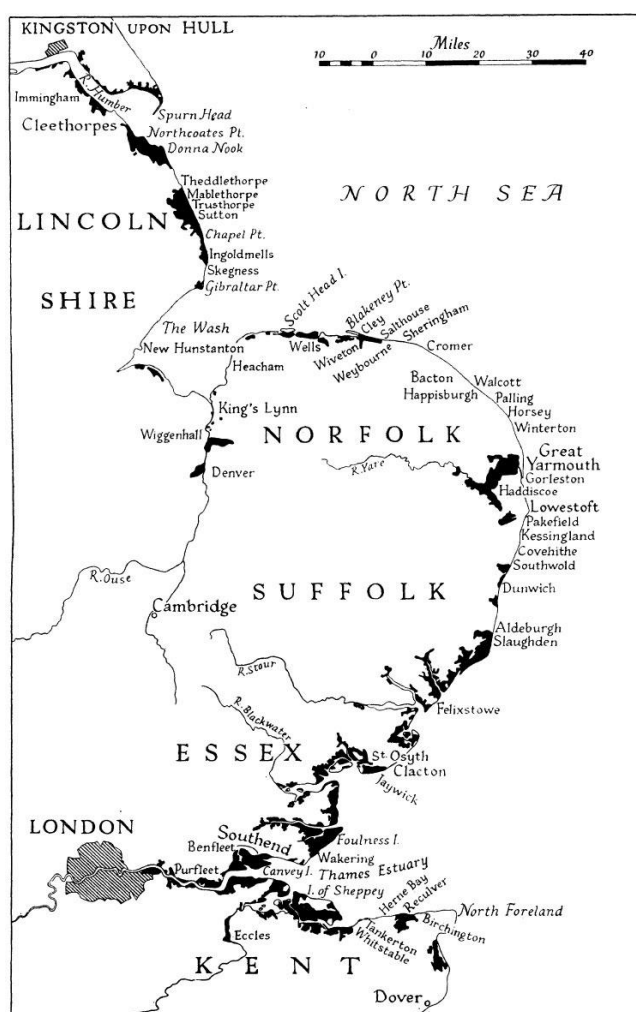 KINGSTON UPON HULL
Miles
10 0 10 20 30 40
R. Humber
Immingham
Spurn Head
Cleethorpes
Northcoates Pt.
Donna Nook
Theddlethorpe
Mablethorpe
Trusthorpe
Sutton
NORTH SEA
LINCOLN
Chapel Pt.
Ingoldmells
Skegness
Gibraltar Pt.
SHIRE
The Wash
Scolt Head I.
Blakeney Pt.
Cley
Salthouse
Sheringham
New Hunstanton
Wells
Wiveton
Weybourne
Cromer
Heacham
Bacton
Walcott
Happisburgh
Palling
King's Lynn
Horsey
Wiggenhall
NORFOLK
Winterton
Great
Yarmouth
Denver
R. Yare
Gorleston
Haddiscoe
Lowestoft
Pakefield
Kessingland
Covehithe
R. Ouse
Southwold
SUFFOLK
Dunwich
Cambridge
Aldeburgh
Slaughden
R. Stour
Felixstowe
R. Blackwater
ESSEX
St. Osyth
Clacton
Jaywick
LONDON
Southend
Foulness I.
Benfleet
Wakering
Purfleet
Canvey I.
Thames Estuary
I. of Sheppey
Herne Bay
Reculver
North Foreland
Birchington
Tankerton
Whitstable
Eccles
KENT
Dover